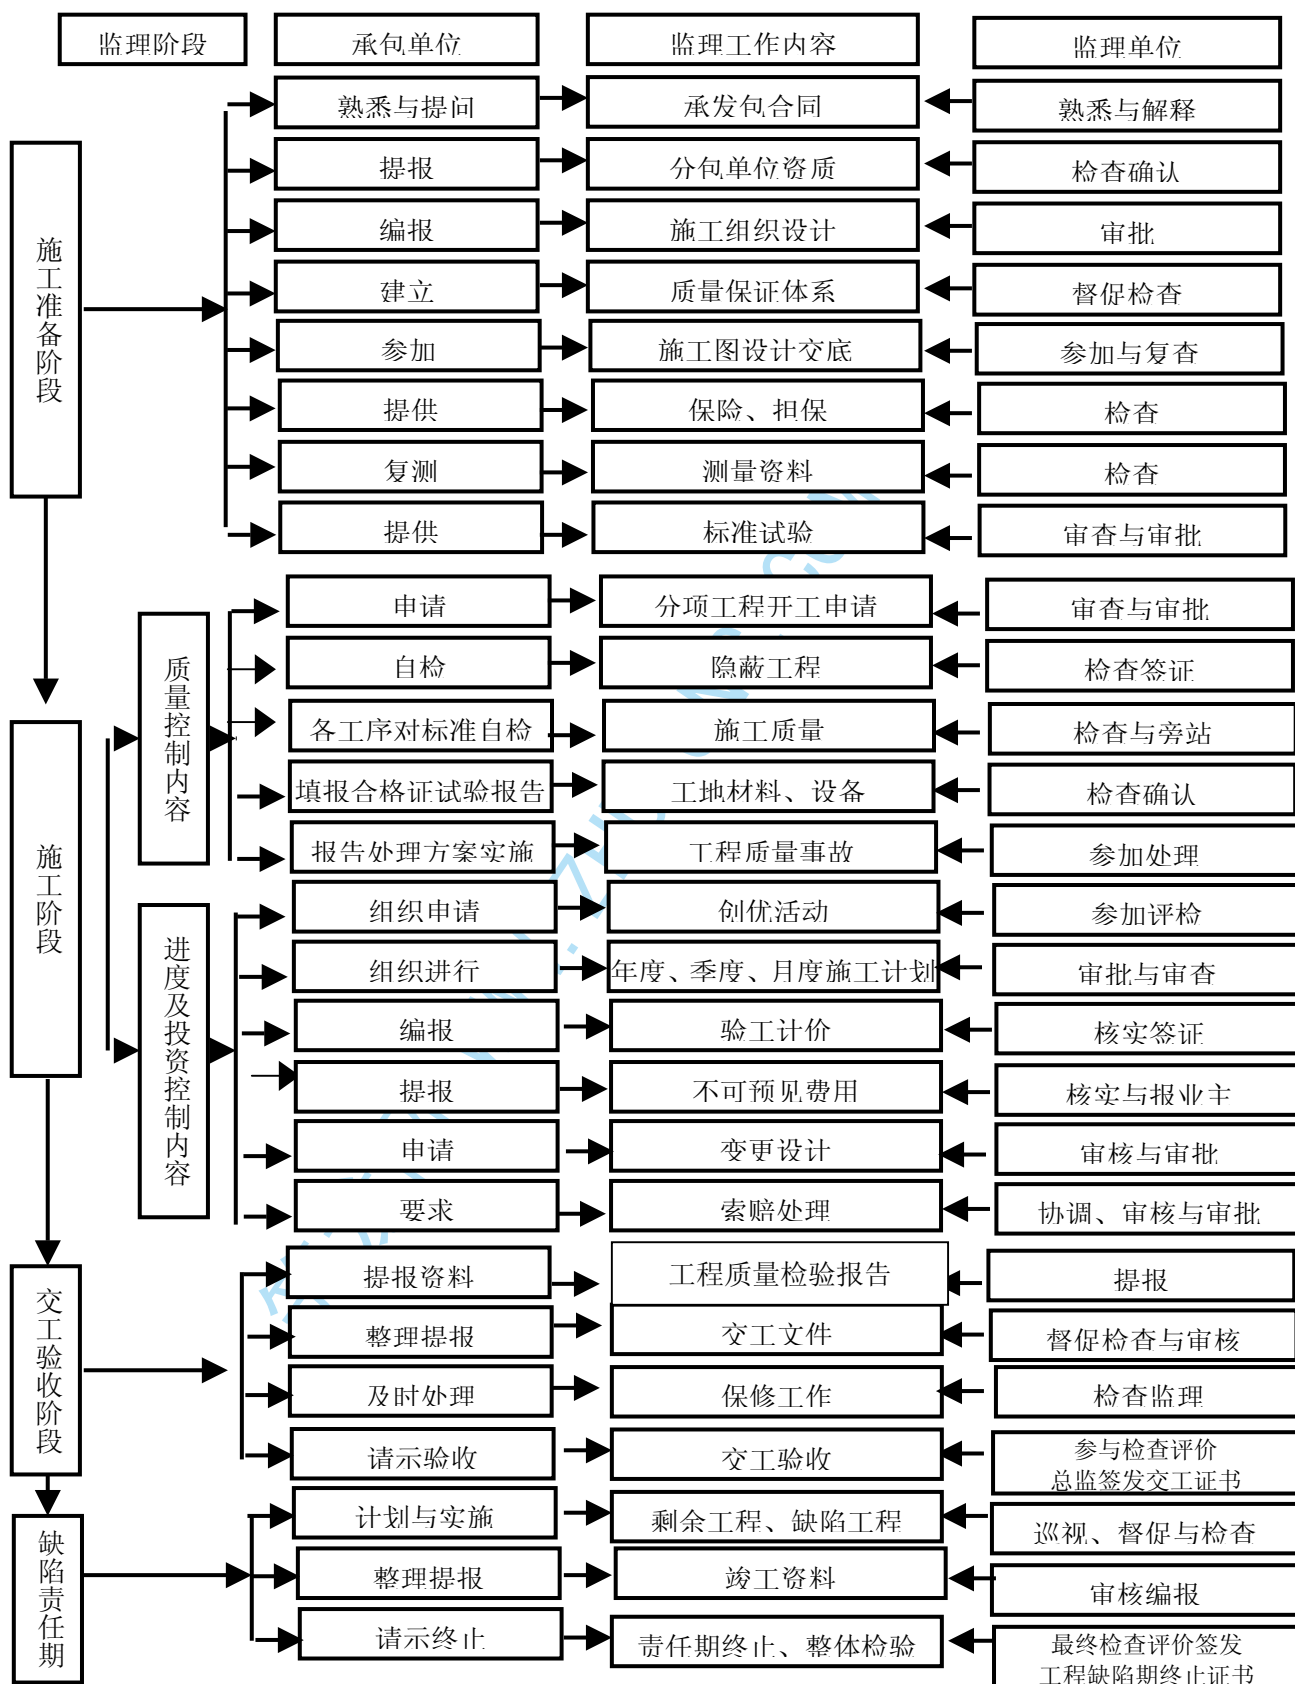 监理阶段
承包单位
监理工作内容
监理单位
施工准备阶段
熟悉与提问
承发包合同
熟悉与解释
提报
分包单位资质
检查确认
编报
施工组织设计
审批
建立
质量保证体系
督促检查
参加
施工图设计交底
参加与复查
提供
保险、担保
检查
复测
测量资料
检查
提供
标准试验
审查与审批
施工阶段
质量控制内容
申请
分项工程开工申请
审查与审批
自检
隐蔽工程
检查签证
各工序对标准自检
施工质量
检查与旁站
填报合格证试验报告
工地材料、设备
检查确认
报告处理方案实施
工程质量事故
参加处理
进度及投资控制内容
组织申请
创优活动
参加评检
组织进行
年度、季度、月度施工计划
审批与审查
编报
验工计价
核实签证
提报
不可预见费用
核实与报业主
申请
变更设计
审核与审批
要求
索赔处理
协调、审核与审批
交工验收阶段
提报资料
工程质量检验报告
提报
整理提报
交工文件
督促检查与审核
及时处理
保修工作
检查监理
请示验收
交工验收
参与检查评价
总监签发交工证书
缺陷责任期
计划与实施
剩余工程、缺陷工程
巡视、督促与检查
整理提报
竣工资料
审核编报
请示终止
责任期终止、整体检验
最终检查评价签发
工程缺陷期终止证书